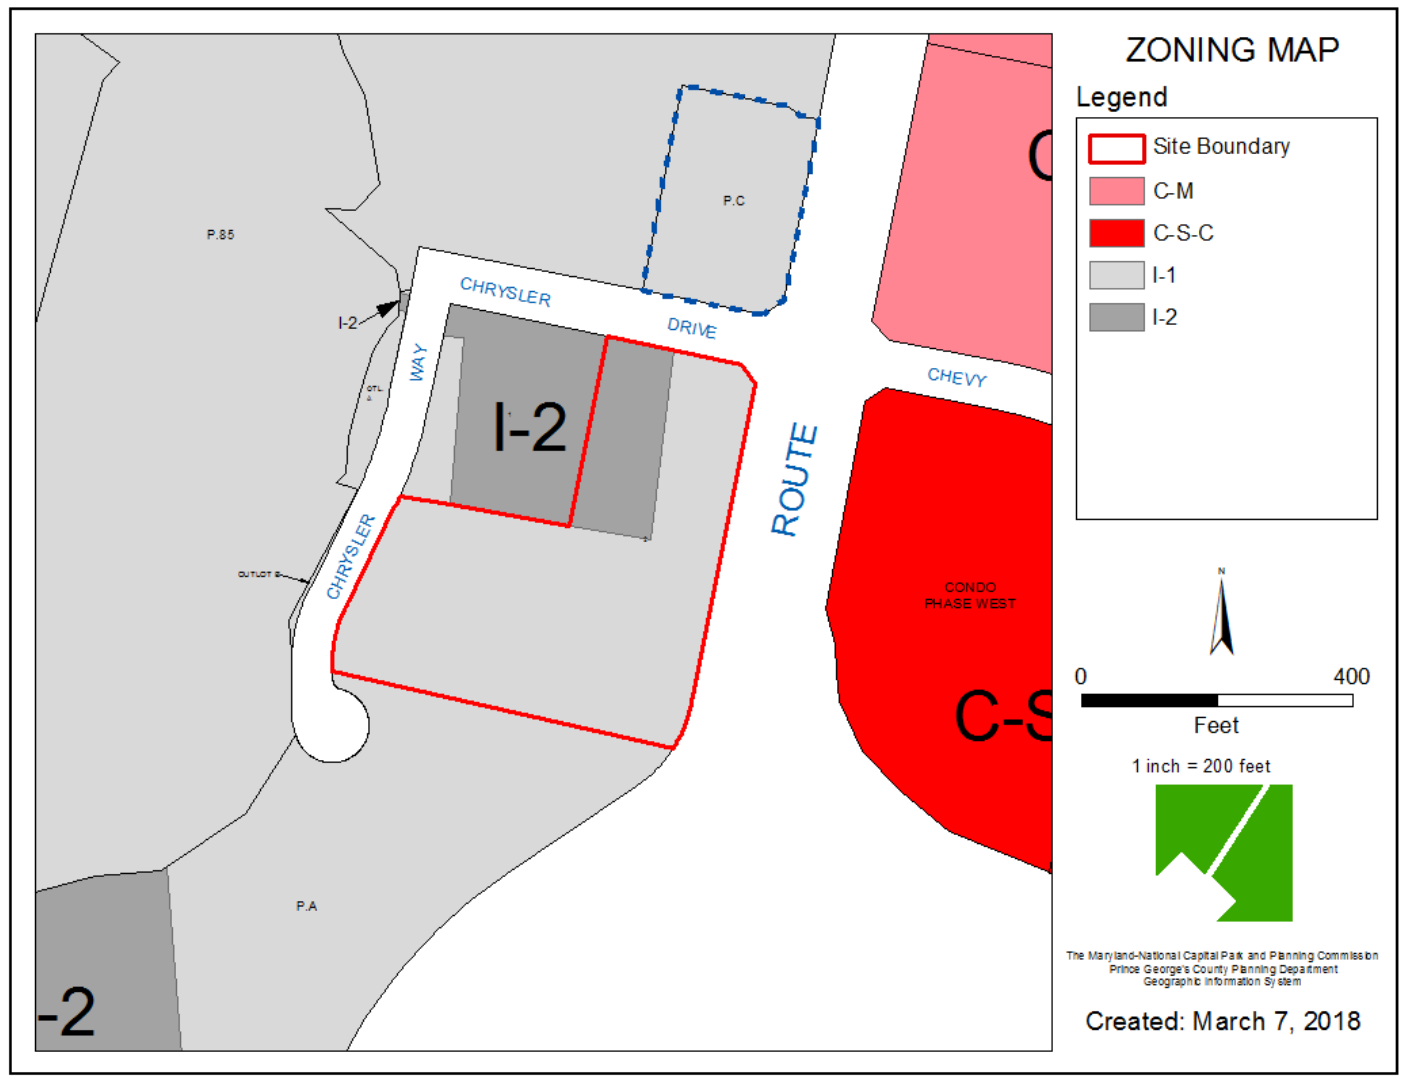 ZONING MAP
Legend
Site Boundary
C-M
C-S-C
I-1
I-2
N
0 400
Feet
1 inch = 200 feet
The Maryland-National Capital Park and Planning Commission
Prince George's County Planning Department
Geographic Information System
Created: March 7, 2018
C
P.C
P.85
CHRYSLER
DRIVE
I-2
WAY
CHEVY
OTL.
I-2
ROUTE
CHRYSLER
OUTLOT B
CONDO
PHASE WEST
C-S
P.A
-2